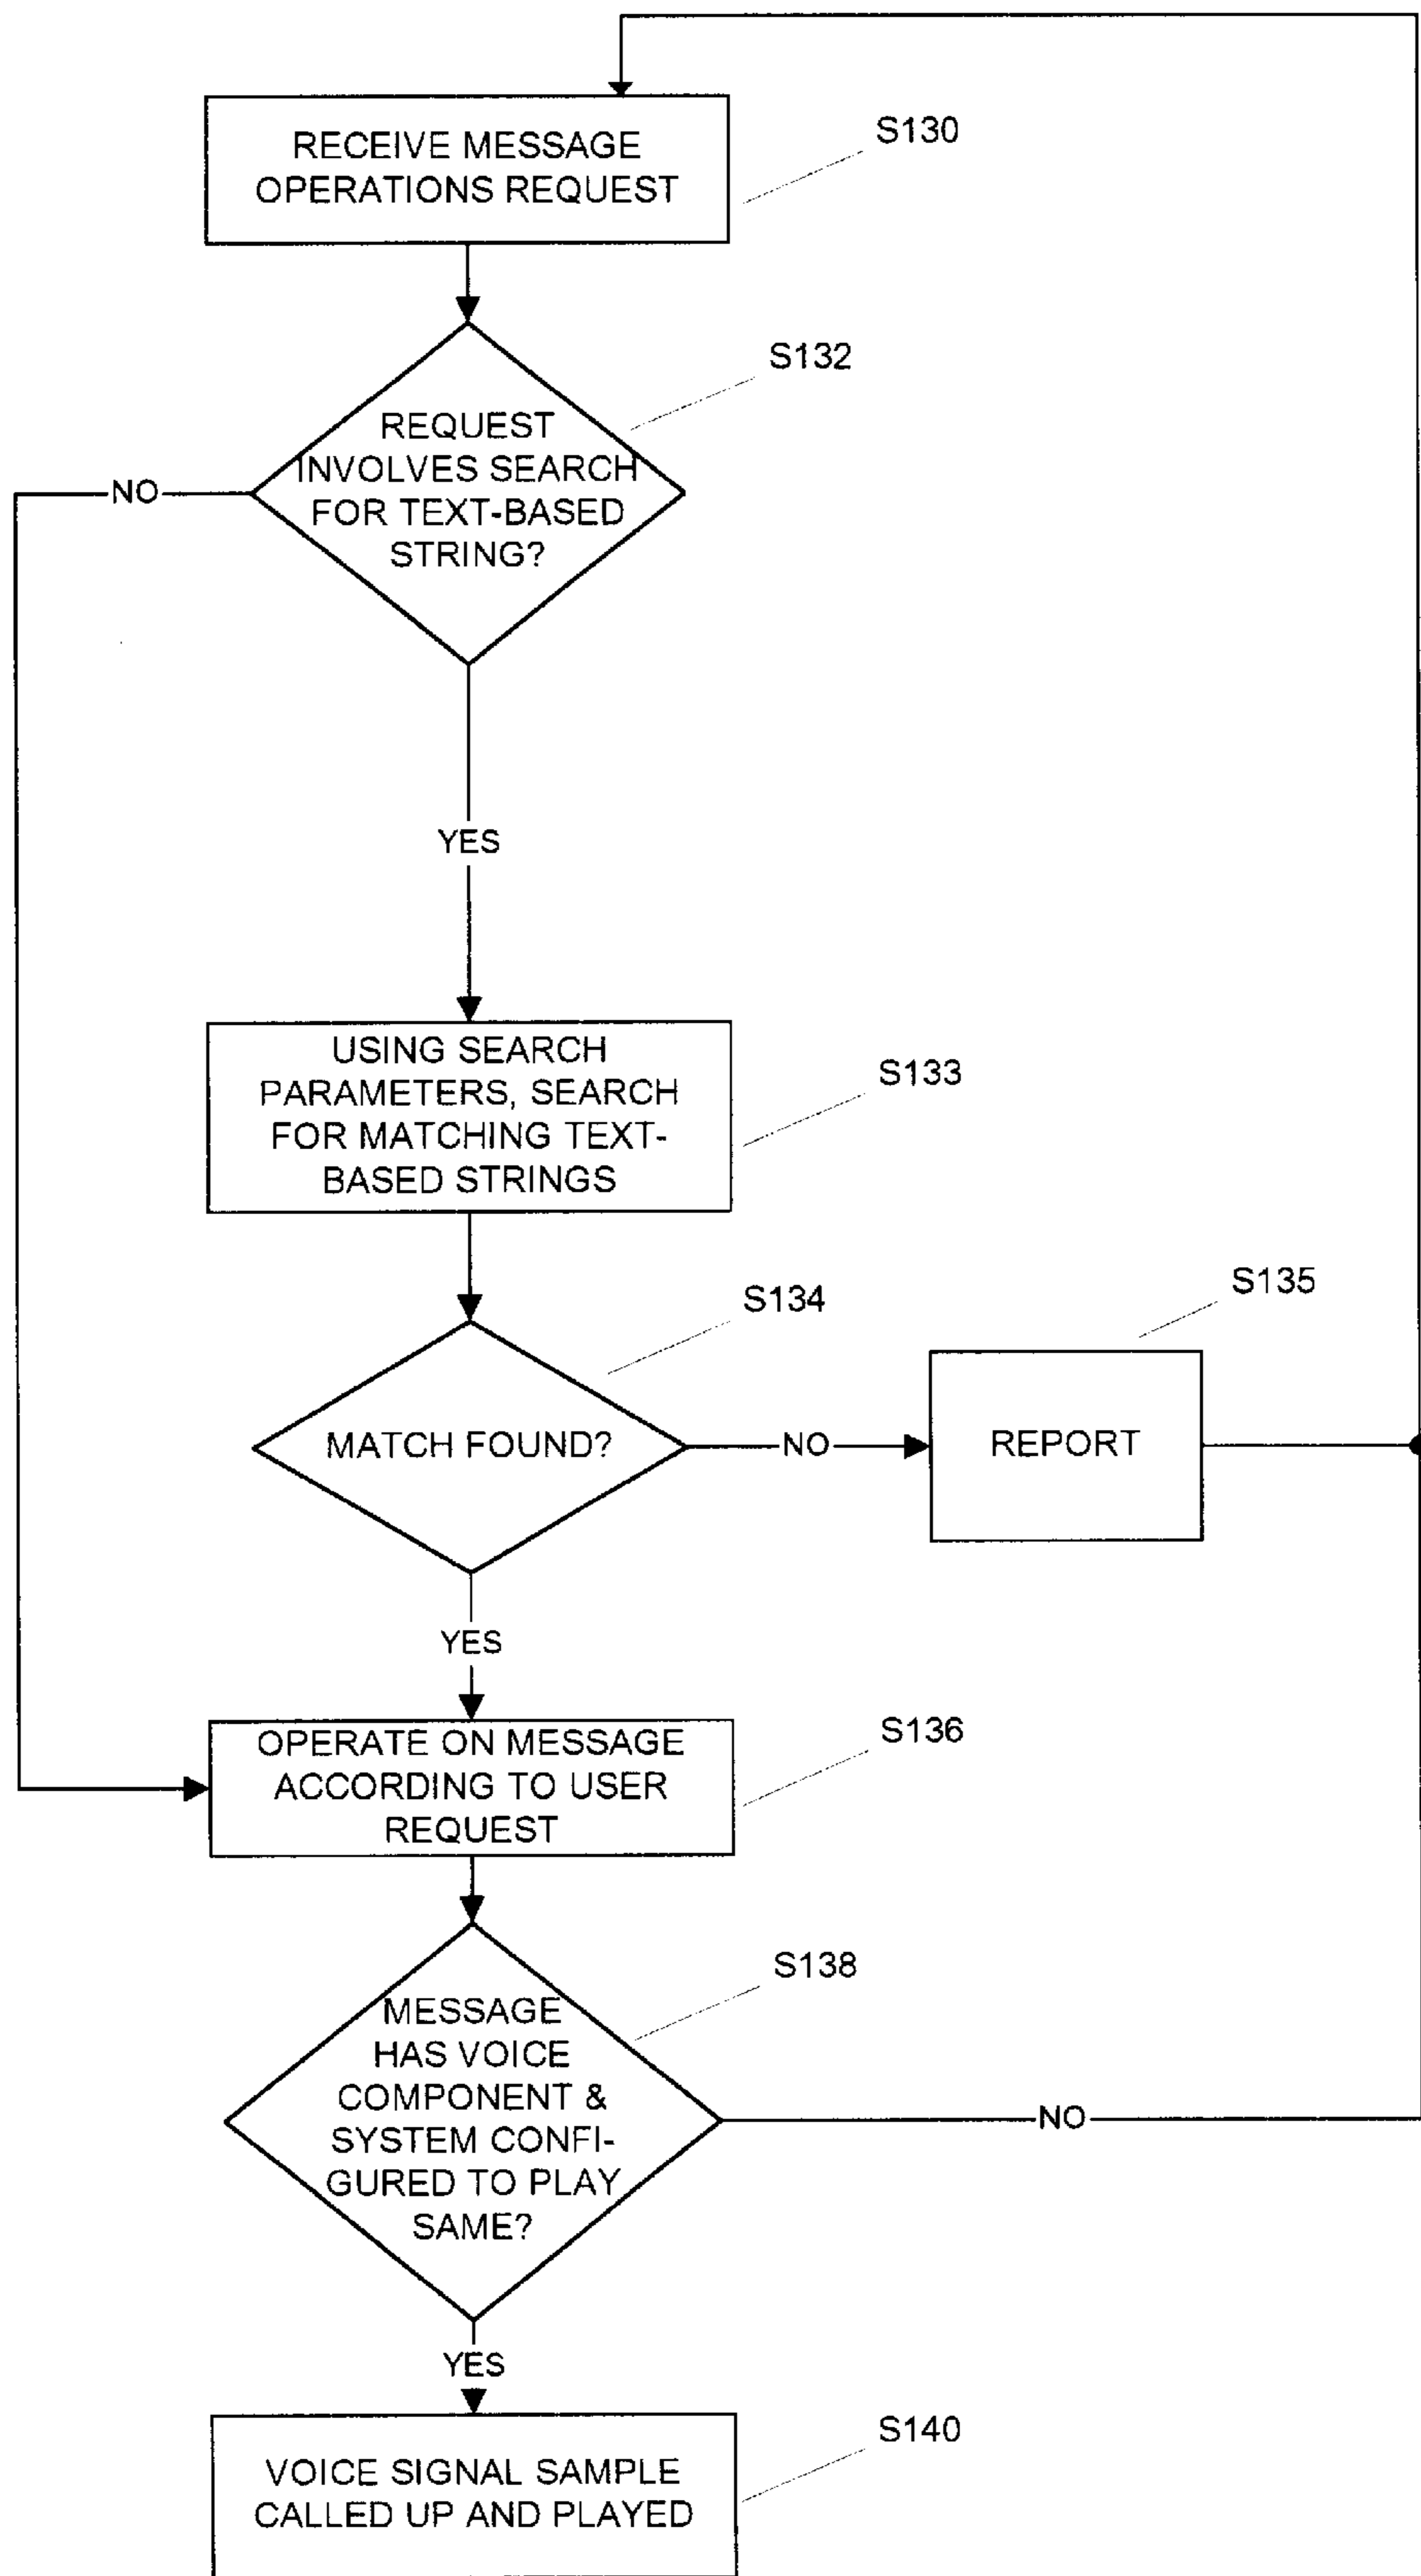 RECEIVE MESSAGE
OPERATIONS REQUEST
S130
S132
REQUEST
INVOLVES SEARCH
FOR TEXT-BASED
STRING?
NO
YES
USING SEARCH
PARAMETERS, SEARCH
FOR MATCHING TEXT-
BASED STRINGS
S133
S134
MATCH FOUND?
NO
S135
REPORT
YES
OPERATE ON MESSAGE
ACCORDING TO USER
REQUEST
S136
S138
MESSAGE
HAS VOICE
COMPONENT &
SYSTEM CONFI-
GURED TO PLAY
SAME?
NO
YES
VOICE SIGNAL SAMPLE
CALLED UP AND PLAYED
S140